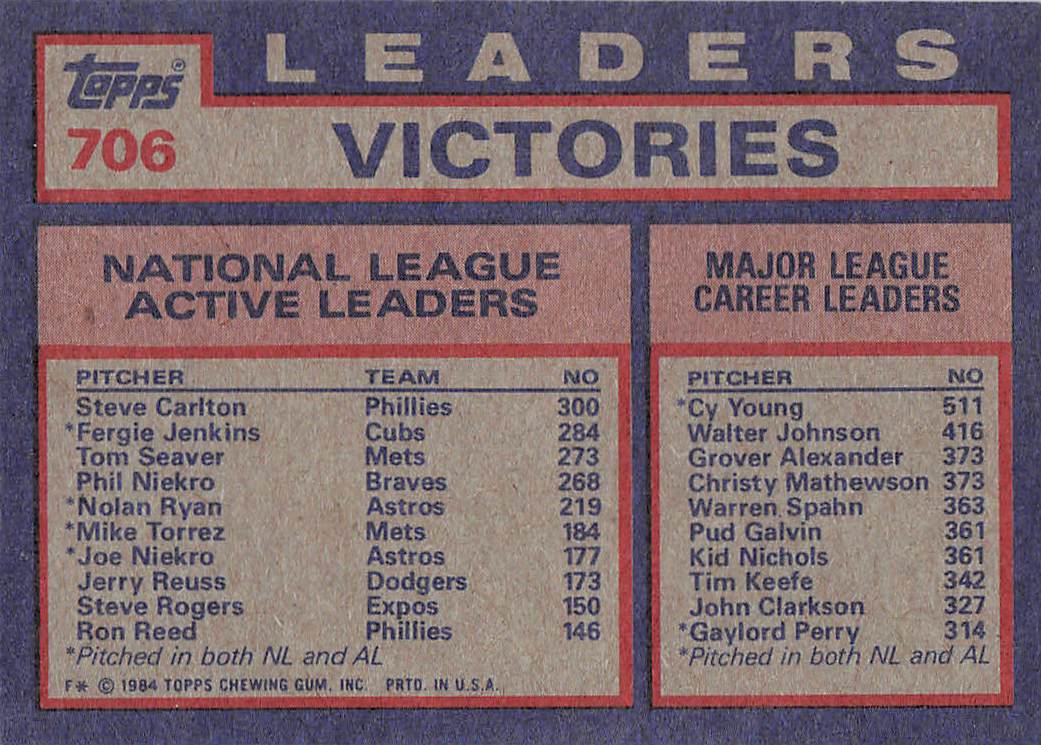 LEADERS
Topps®
706
VICTORIES
NATIONAL LEAGUE
ACTIVE LEADERS
PITCHER TEAM NO
Steve Carlton Phillies 300
*Fergie Jenkins Cubs 284
Tom Seaver Mets 273
Phil Niekro Braves 268
*Nolan Ryan Astros 219
*Mike Torrez Mets 184
*Joe Niekro Astros 177
Jerry Reuss Dodgers 173
Steve Rogers Expos 150
Ron Reed Phillies 146
*Pitched in both NL and AL
F* © 1984 TOPPS CHEWING GUM, INC. PRTD. IN U.S.A.
MAJOR LEAGUE
CAREER LEADERS
PITCHER NO
*Cy Young 511
Walter Johnson 416
Grover Alexander 373
Christy Mathewson 373
Warren Spahn 363
Pud Galvin 361
Kid Nichols 361
Tim Keefe 342
John Clarkson 327
*Gaylord Perry 314
*Pitched in both NL and AL